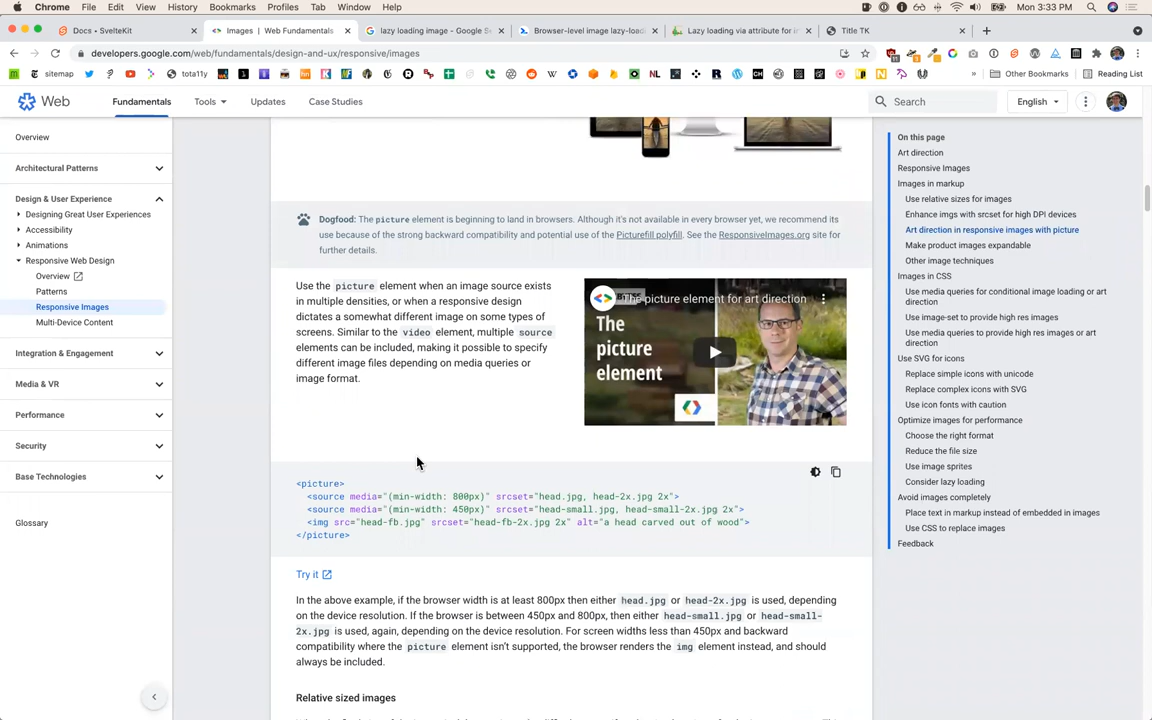 Chrome File Edit View History Bookmarks Profiles Tab Window Help
Mon 3:33 PM
Docs • SvelteKit
Images | Web Fundamentals
lazy loading image - Google S
Browser-level image lazy-load
Lazy loading via attribute for i
Title TK
developers.google.com/web/fundamentals/design-and-ux/responsive/images
sitemap
tota11y
Other Bookmarks
Reading List
Web
Fundamentals
Tools
Updates
Case Studies
Search
English
Overview
Architectural Patterns
Design & User Experience
Designing Great User Experiences
Accessibility
Animations
Responsive Web Design
Overview
Patterns
Responsive Images
Multi-Device Content
Integration & Engagement
Media & VR
Performance
Security
Base Technologies
Glossary
Dogfood: The picture element is beginning to land in browsers. Although it's not available in every browser yet, we recommend its
use because of the strong backward compatibility and potential use of the Picturefill polyfill. See the ResponsiveImages.org site for
further details.
Use the picture element when an image source exists
in multiple densities, or when a responsive design
dictates a somewhat different image on some types of
screens. Similar to the video element, multiple source
elements can be included, making it possible to specify
different image files depending on media queries or
image format.
The picture element for art direction
The
picture
element
<picture>
<source media="(min-width: 800px)" srcset="head.jpg, head-2x.jpg 2x">
<source media="(min-width: 450px)" srcset="head-small.jpg, head-small-2x.jpg 2x">
<img src="head-fb.jpg" srcset="head-fb-2x.jpg 2x" alt="a head carved out of wood">
</picture>
Try it
In the above example, if the browser width is at least 800px then either head.jpg or head-2x.jpg is used, depending
on the device resolution. If the browser is between 450px and 800px, then either head-small.jpg or head-small-
2x.jpg is used, again, depending on the device resolution. For screen widths less than 450px and backward
compatibility where the picture element isn't supported, the browser renders the img element instead, and should
always be included.
Relative sized images
On this page
Art direction
Responsive Images
Images in markup
Use relative sizes for images
Enhance imgs with srcset for high DPI devices
Art direction in responsive images with picture
Make product images expandable
Other image techniques
Images in CSS
Use media queries for conditional image loading or art
direction
Use image-set to provide high res images
Use media queries to provide high res images or art
direction
Use SVG for icons
Replace simple icons with unicode
Replace complex icons with SVG
Use icon fonts with caution
Optimize images for performance
Choose the right format
Reduce the file size
Use image sprites
Consider lazy loading
Avoid images completely
Place text in markup instead of embedded in images
Use CSS to replace images
Feedback